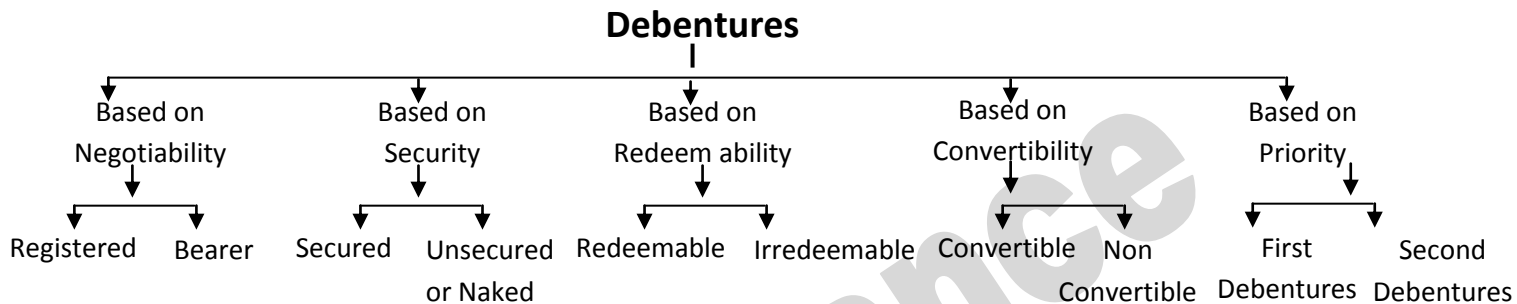 Debentures
Based on Negotiability
Based on Security
Based on Redeem ability
Based on Convertibility
Based on Priority
Registered
Bearer
Secured
Unsecured
or Naked
Redeemable
Irredeemable
Convertible
Non
Convertible
First
Debentures
Second
Debentures